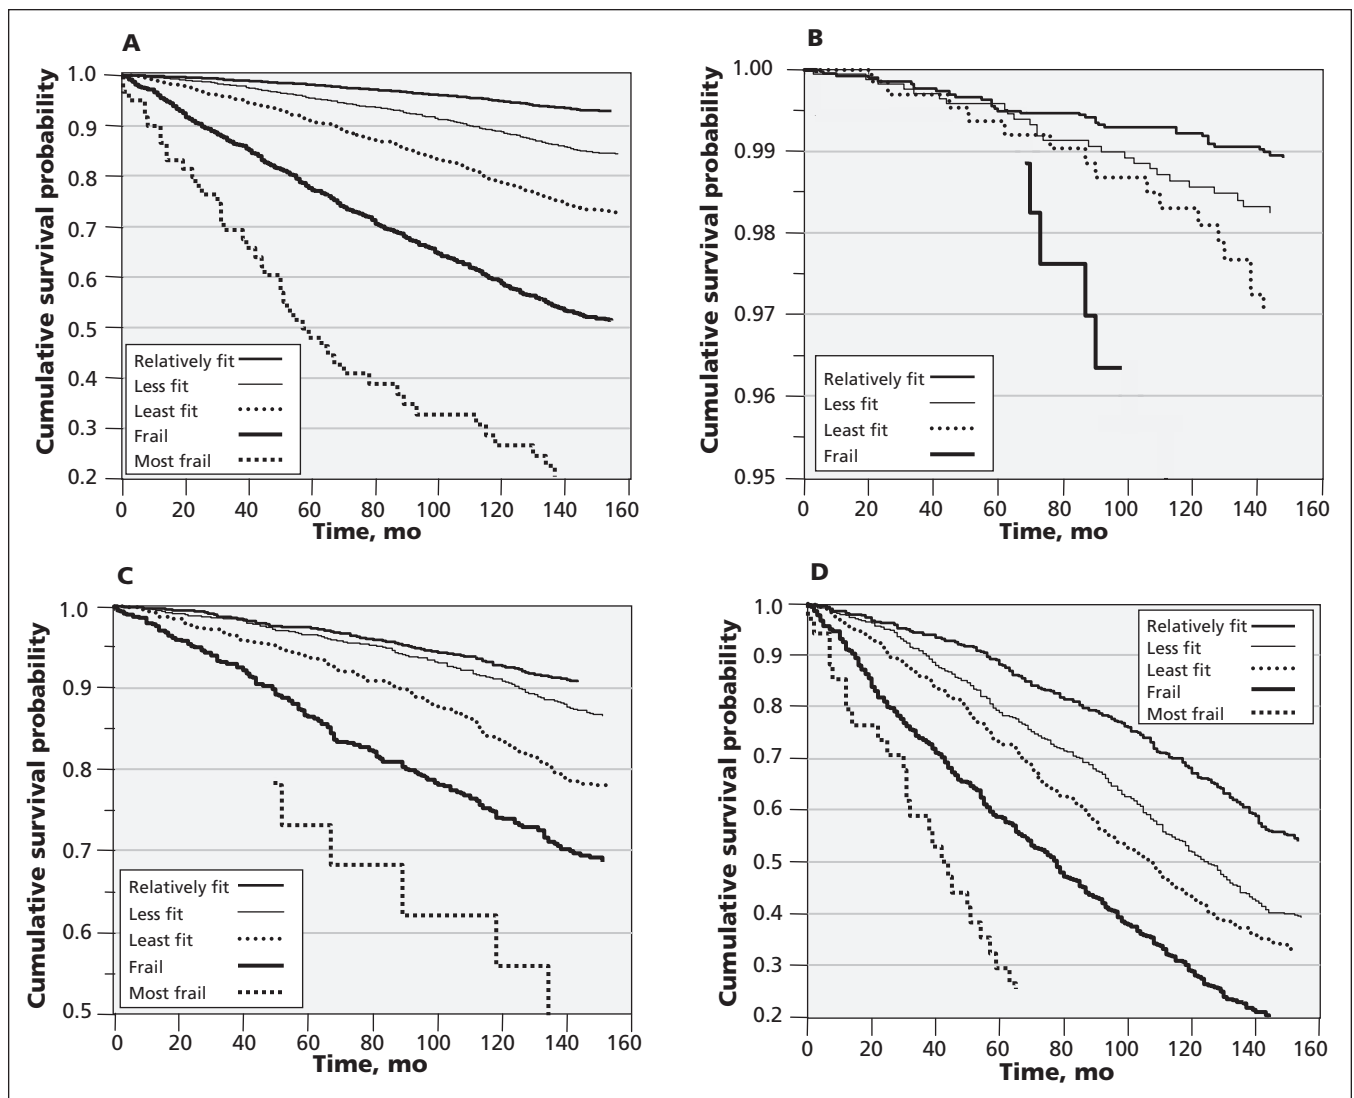 A
Cumulative survival probability
1.0
0.9
0.8
0.7
0.6
0.5
0.4
0.3
0.2
Relatively fit
Less fit
Least fit
Frail
Most frail
0 20 40 60 80 100 120 140 160
Time, mo
B
Cumulative survival probability
1.00
0.99
0.98
0.97
0.96
0.95
Relatively fit
Less fit
Least fit
Frail
0 20 40 60 80 100 120 140 160
Time, mo
C
Cumulative survival probability
1.0
0.9
0.8
0.7
0.6
0.5
Relatively fit
Less fit
Least fit
Frail
Most frail
0 20 40 60 80 100 120 140 160
Time, mo
D
Cumulative survival probability
1.0
0.9
0.8
0.7
0.6
0.5
0.4
0.3
0.2
Relatively fit
Less fit
Least fit
Frail
Most frail
0 20 40 60 80 100 120 140 160
Time, mo